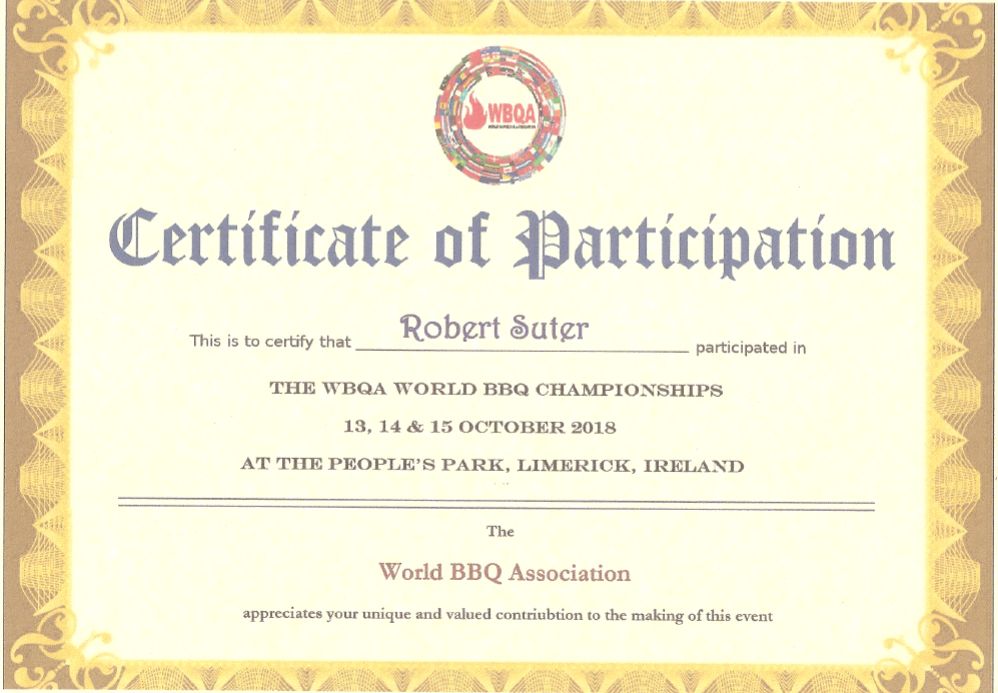 WBQA
Certificate of Participation
This is to certify that Robert Suter participated in
THE WBQA WORLD BBQ CHAMPIONSHIPS
13, 14 & 15 OCTOBER 2018
AT THE PEOPLE'S PARK, LIMERICK, IRELAND
The
World BBQ Association
appreciates your unique and valued contriubtion to the making of this event